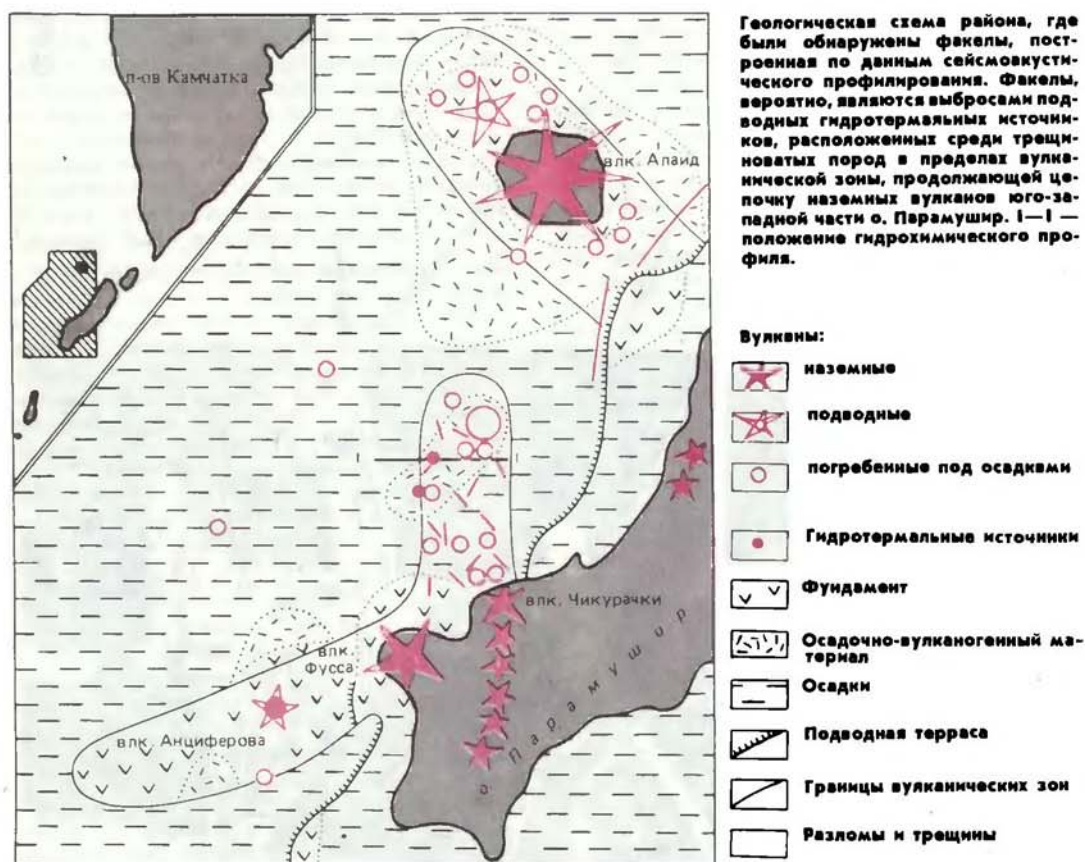 Геологическая схема района, где
были обнаружены факелы, пост-
роенная по данным сейсмоакусти-
ческого профилирования. Факелы,
вероятно, являются выбросами под-
водных гидротермальных источни-
ков, расположенных среди трещи-
новатых пород в пределах вулка-
нической зоны, продолжающей це-
почку наземных вулканов юго-за-
падной части о. Парамушир. I—I —
положение гидрохимического про-
филя.
Вулканы:
наземные
подводные
погребенные под осадками
Гидротермальные источники
Фундамент
Осадочно-вулканогенный ма-
териал
Осадки
Подводная терраса
Границы вулканических зон
Разломы и трещины
п-ов Камчатка
влк. Алаид
I I
влк. Чикурачки
влк.
Фусса
влк. Анциферова
о. Парамушир